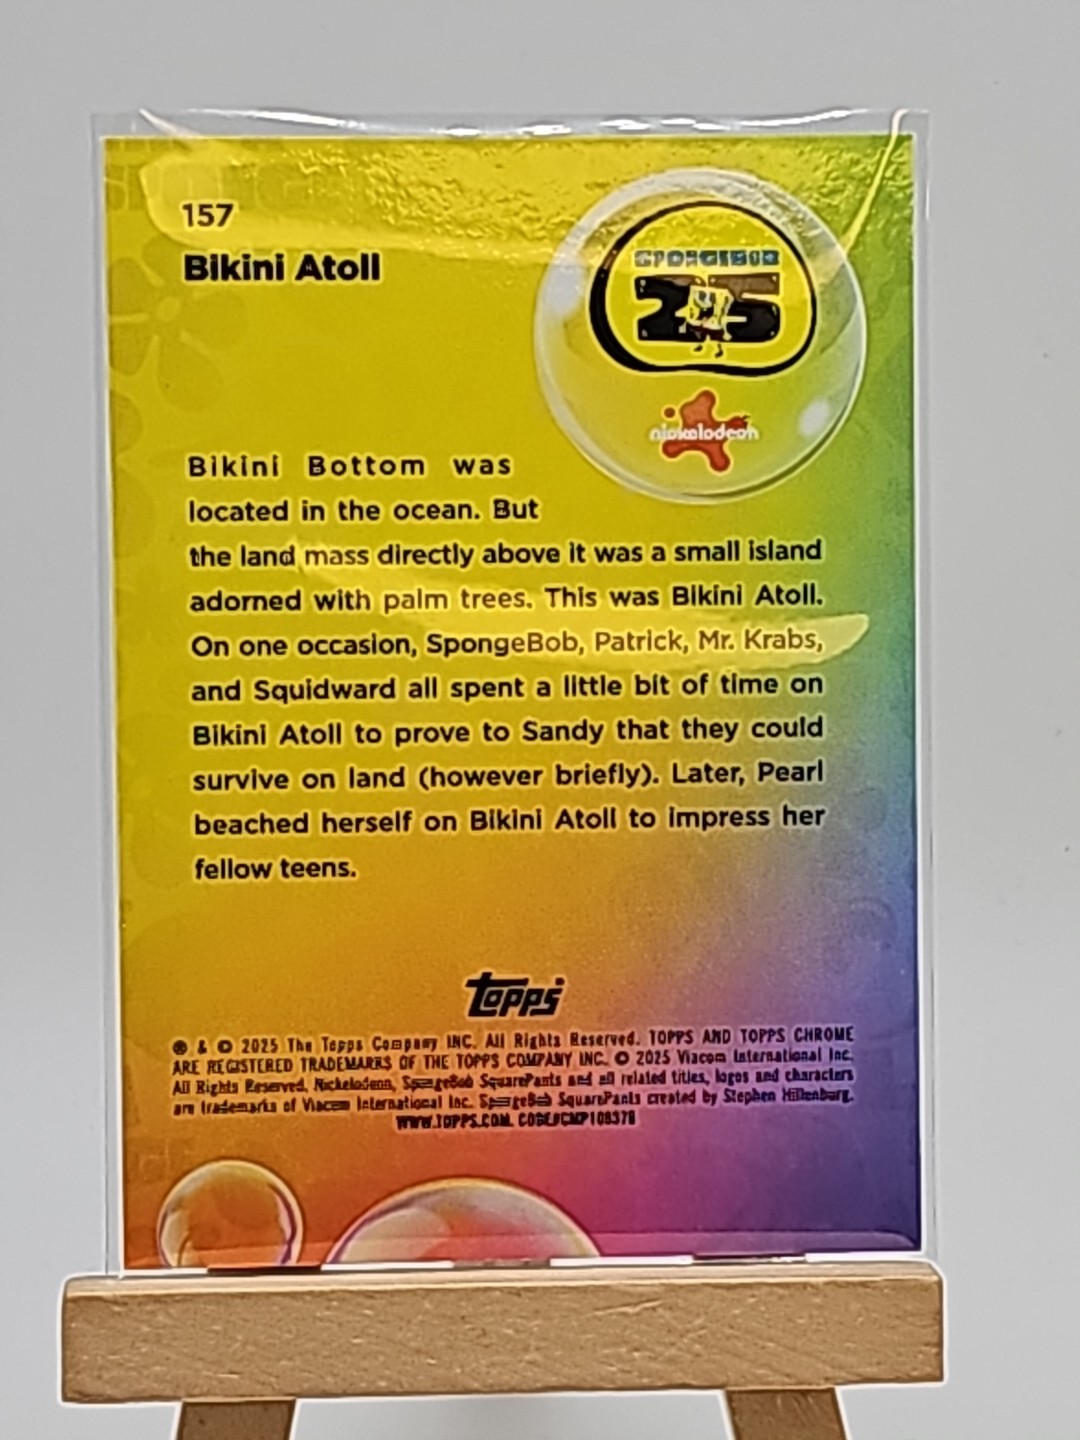 157
Bikini Atoll
SPONGEBOB
25
nickelodeon
Bikini Bottom was
located in the ocean. But
the land mass directly above it was a small island
adorned with palm trees. This was Bikini Atoll.
On one occasion, SpongeBob, Patrick, Mr. Krabs,
and Squidward all spent a little bit of time on
Bikini Atoll to prove to Sandy that they could
survive on land (however briefly). Later, Pearl
beached herself on Bikini Atoll to impress her
fellow teens.
topps
® & © 2025 The Topps Company INC. All Rights Reserved. TOPPS AND TOPPS CHROME
ARE REGISTERED TRADEMARKS OF THE TOPPS COMPANY INC. © 2025 Viacom International Inc.
All Rights Reserved. Nickelodeon, SpongeBob SquarePants and all related titles, logos and characters
are trademarks of Viacom International Inc. SpongeBob SquarePants created by Stephen Hillenburg.
WWW.TOPPS.COM. CODE#CMP108378